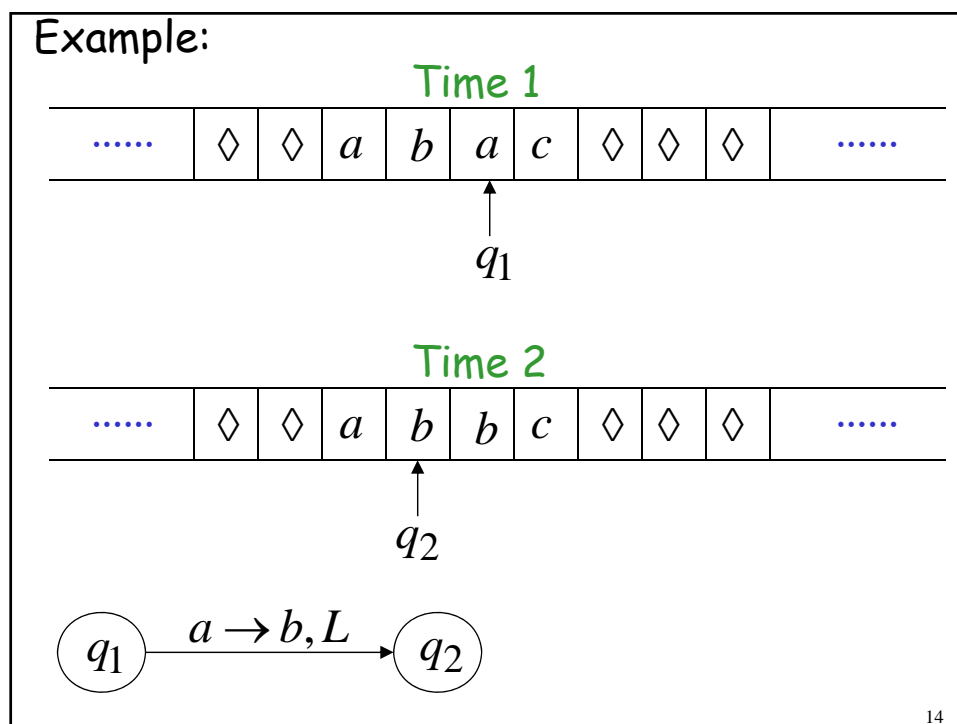 Example:
Time 1
...... ◊ ◊ a b a c ◊ ◊ ◊ ......
q1
Time 2
...... ◊ ◊ a b b c ◊ ◊ ◊ ......
q2
q1 a → b, L q2
14